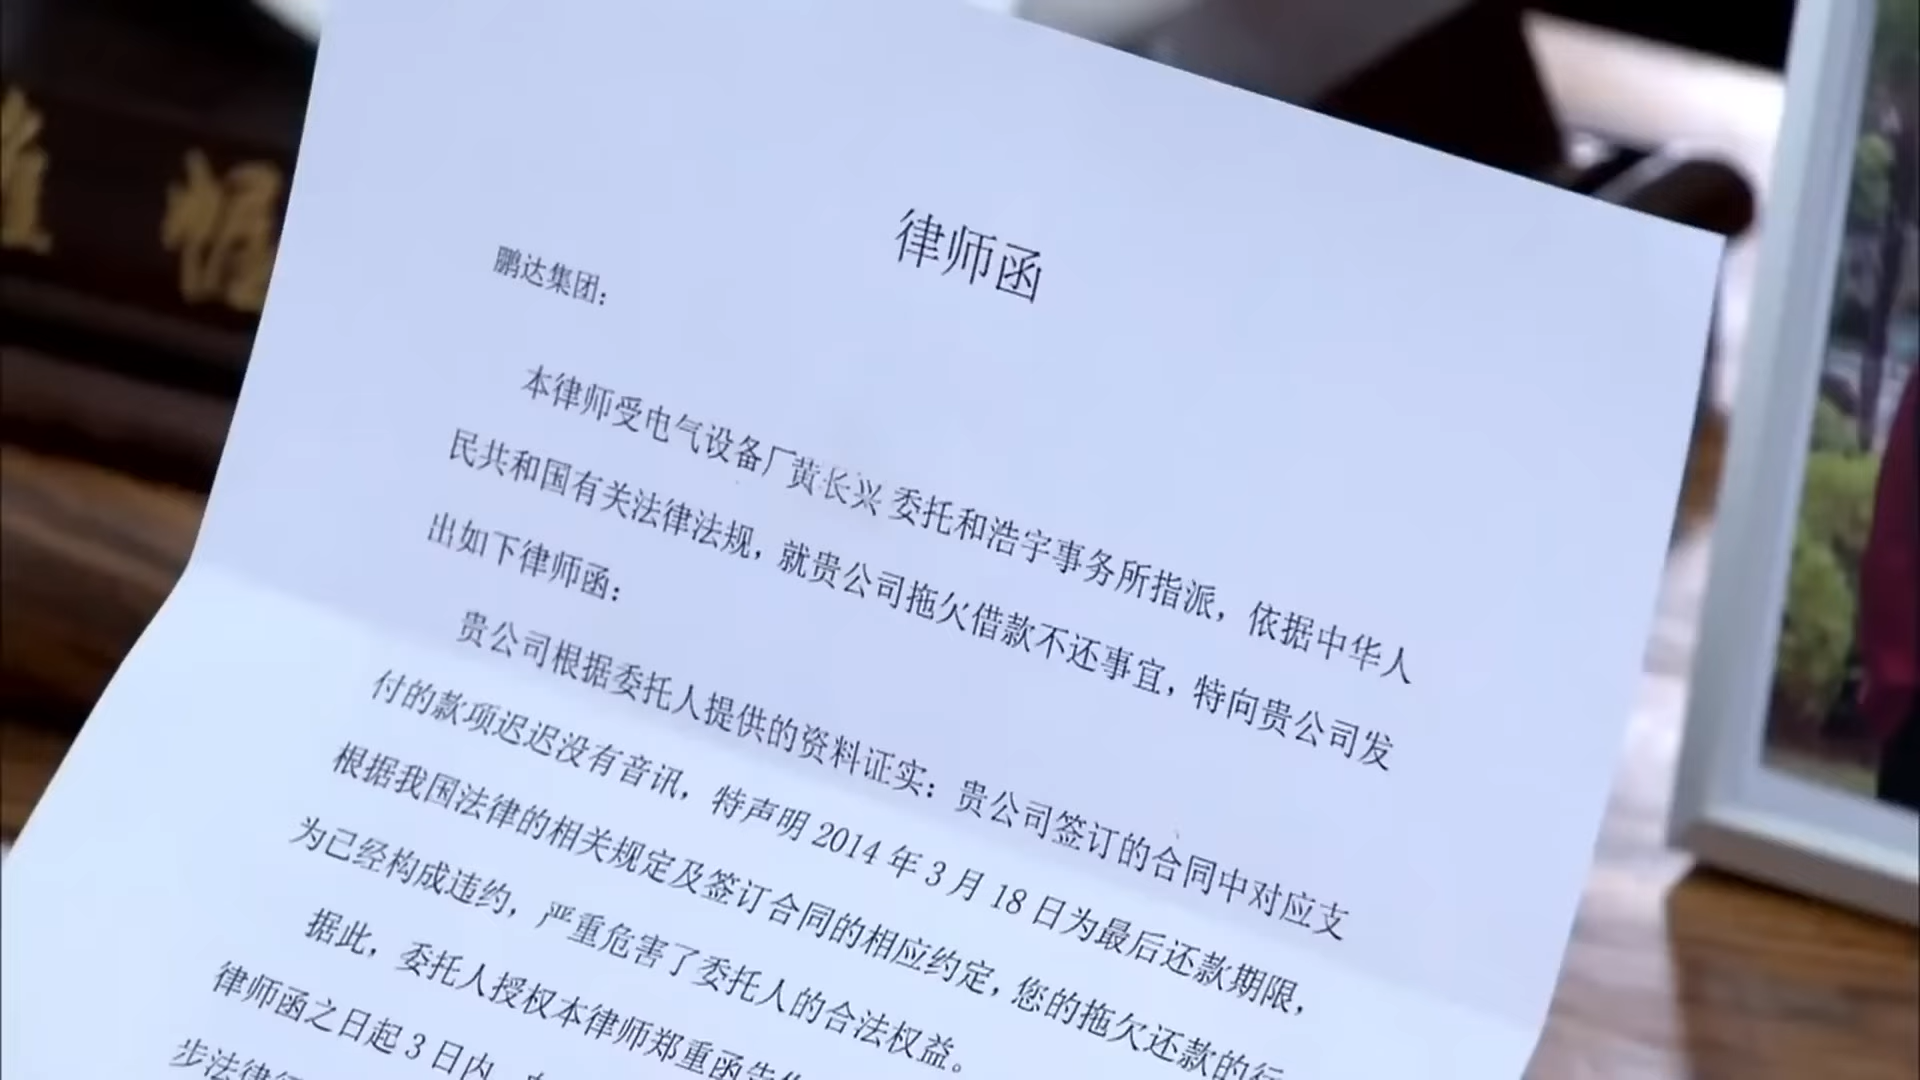 律师函
鹏达集团：
本律师受电气设备厂黄长兴 委托和浩宇事务所指派，依据中华人
民共和国有关法律法规，就贵公司拖欠借款不还事宜，特向贵公司发
出如下律师函：
贵公司根据委托人提供的资料证实：贵公司签订的合同中对应支
付的款项迟迟没有音讯，特声明 2014 年 3 月 18 日为最后还款期限，
根据我国法律的相关规定及签订合同的相应约定，您的拖欠还款的行
为已经构成违约，严重危害了委托人的合法权益。
据此，委托人授权本律师郑重函告
律师函之日起 3 日内
步法律